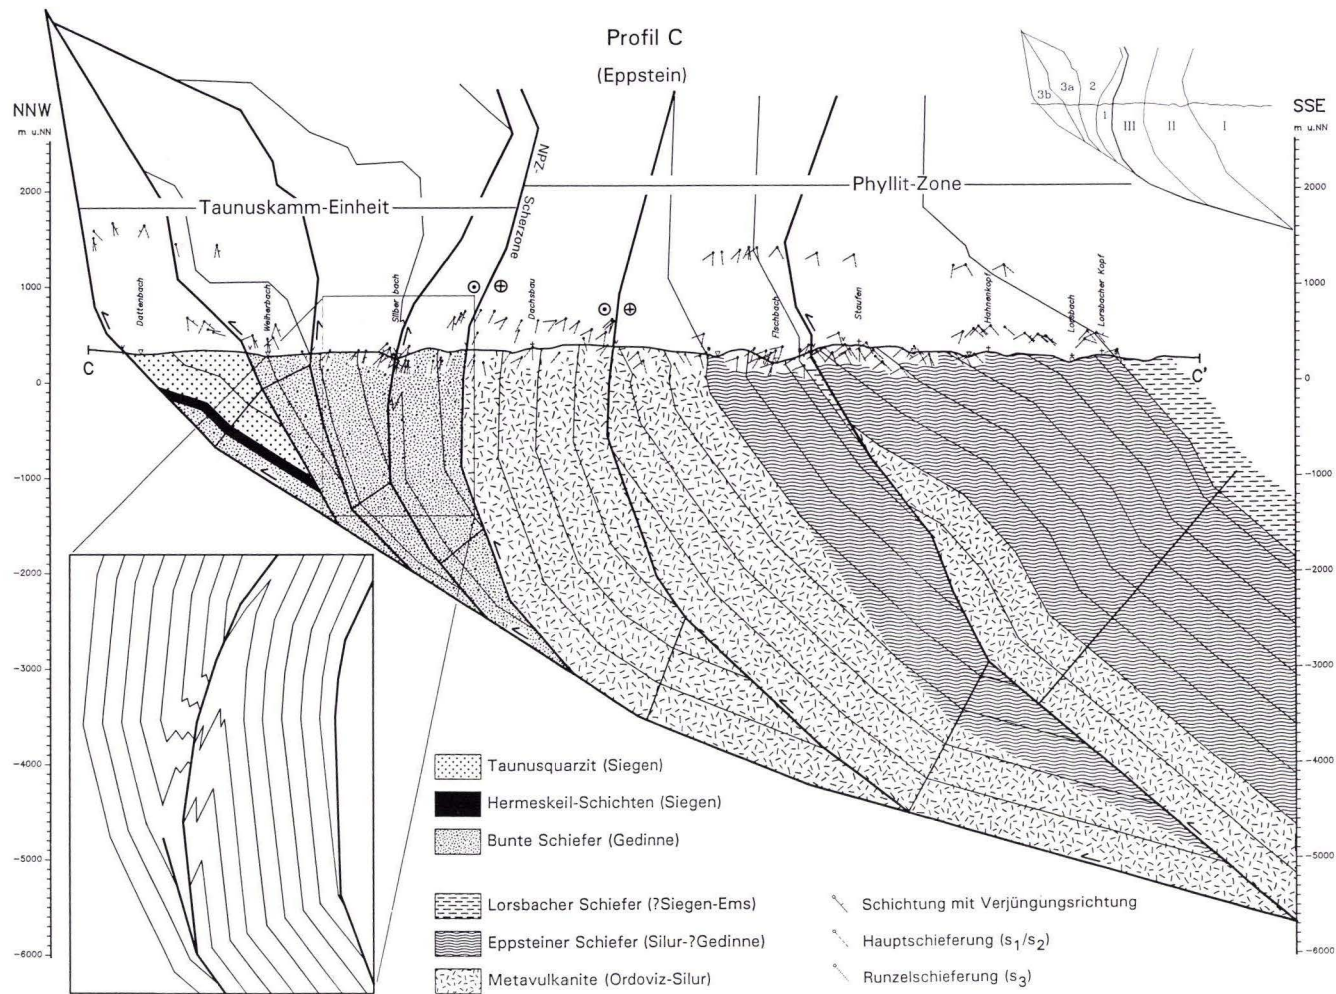 Profil C
(Eppstein)
NNW
m ü.NN
SSE
m ü.NN
3b
3a
2
1
III
II
I
2000
1000
0
-1000
-2000
-3000
-4000
-5000
-6000
2000
1000
0
-1000
-2000
-3000
-4000
-5000
-6000
Taunuskamm-Einheit
NPZ-
Scherzone
Phyllit-Zone
Dattenbach
Weiherbach
Silberbach
Dachsbau
Fischbach
Staufen
Hahnenkopf
Lorsbach
Lorsbacher Kopf
C
C'
Taunusquarzit (Siegen)
Hermeskeil-Schichten (Siegen)
Bunte Schiefer (Gedinne)
Lorsbacher Schiefer (?Siegen-Ems)
Eppsteiner Schiefer (Silur-?Gedinne)
Metavulkanite (Ordoviz-Silur)
Schichtung mit Verjüngungsrichtung
Hauptschieferung (s1/s2)
Runzelschieferung (s3)